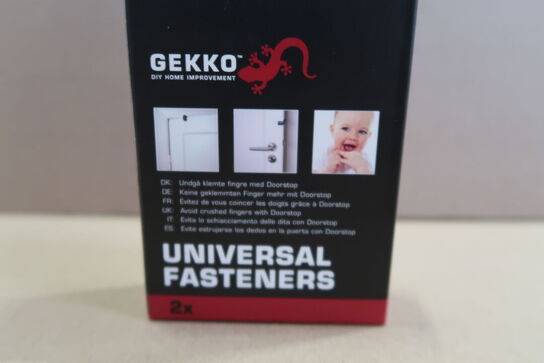 GEKKO™
DIY HOME IMPROVEMENT
DK: Undgå klemte fingre med Doorstop
DE: Keine geklemmten Finger mehr mit Doorstop
FR: Évitez de vous coincer les doigts grâce à Doorstop
UK: Avoid crushed fingers with Doorstop
IT: Evita lo schiacciamento delle dita con Doorstop
ES: Evite estrujarse los dedos en la puerta con Doorstop
UNIVERSAL
FASTENERS
2x